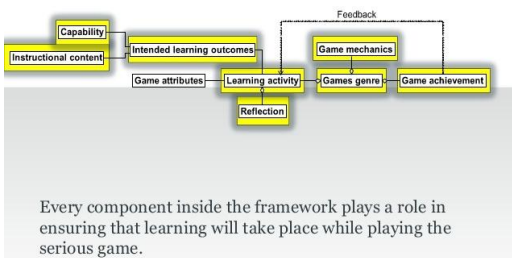 Feedback
Capability
Intended learning outcomes
Game mechanics
Instructional content
Game attributes
Learning activity
Games genre
Game achievement
Reflection
Every component inside the framework plays a role in
ensuring that learning will take place while playing the
serious game.